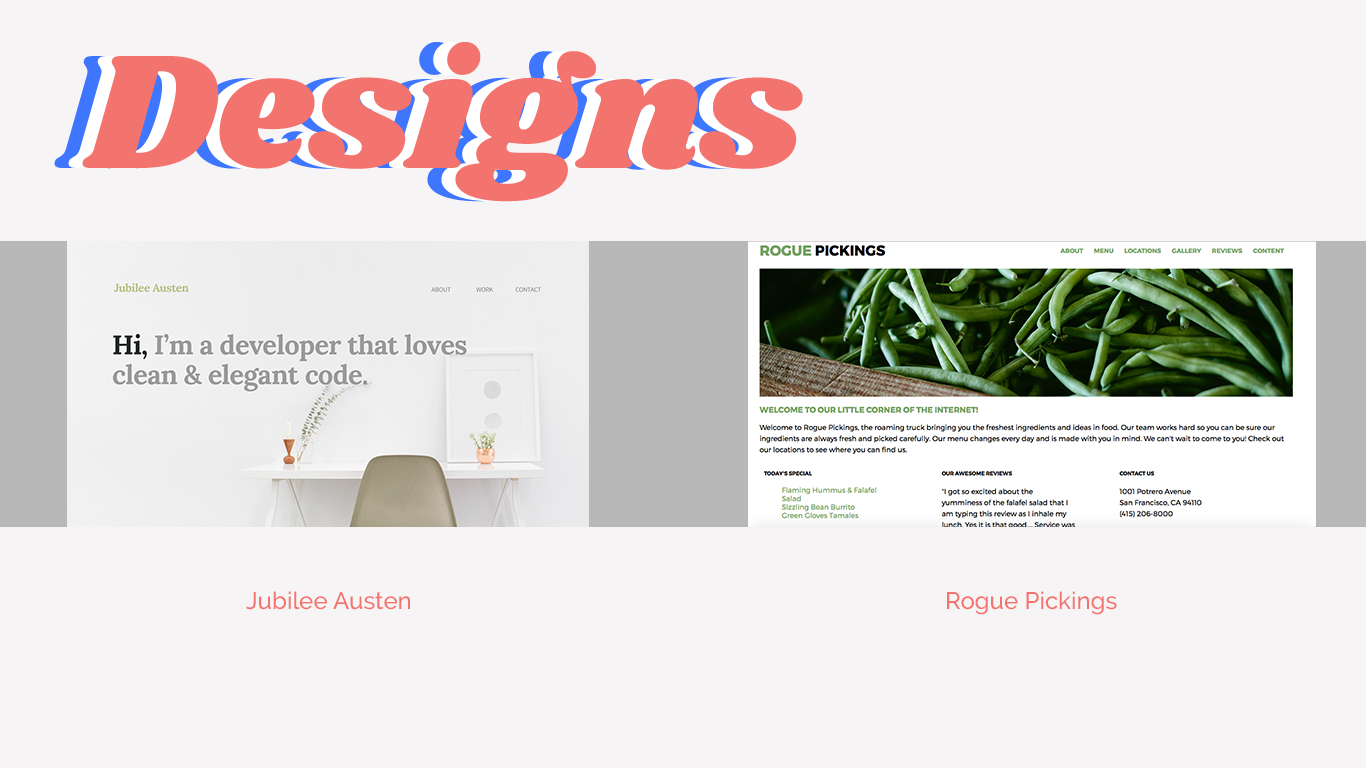 Designs
Jubilee Austen
ABOUT WORK CONTACT
Hi, I'm a developer that loves
clean & elegant code.
ROGUE PICKINGS
ABOUT MENU LOCATIONS GALLERY REVIEWS CONTENT
WELCOME TO OUR LITTLE CORNER OF THE INTERNET!
Welcome to Rogue Pickings, the roaming truck bringing you the freshest ingredients and ideas in food. Our team works hard so you can be sure our
ingredients are always fresh and picked carefully. Our menu changes every day and is made with you in mind. We can't wait to come to you! Check out
our locations to see where you can find us.
TODAY'S SPECIAL
Flaming Hummus & Falafel
Salad
Sizzling Bean Burrito
Green Gloves Tamales
OUR AWESOME REVIEWS
"I got so excited about the
yumminess of the falafel salad that I
am typing this review as I inhale my
lunch. Yes it is that good.... Service was
CONTACT US
1001 Potrero Avenue
San Francisco, CA 94110
(415) 206-8000
Jubilee Austen
Rogue Pickings